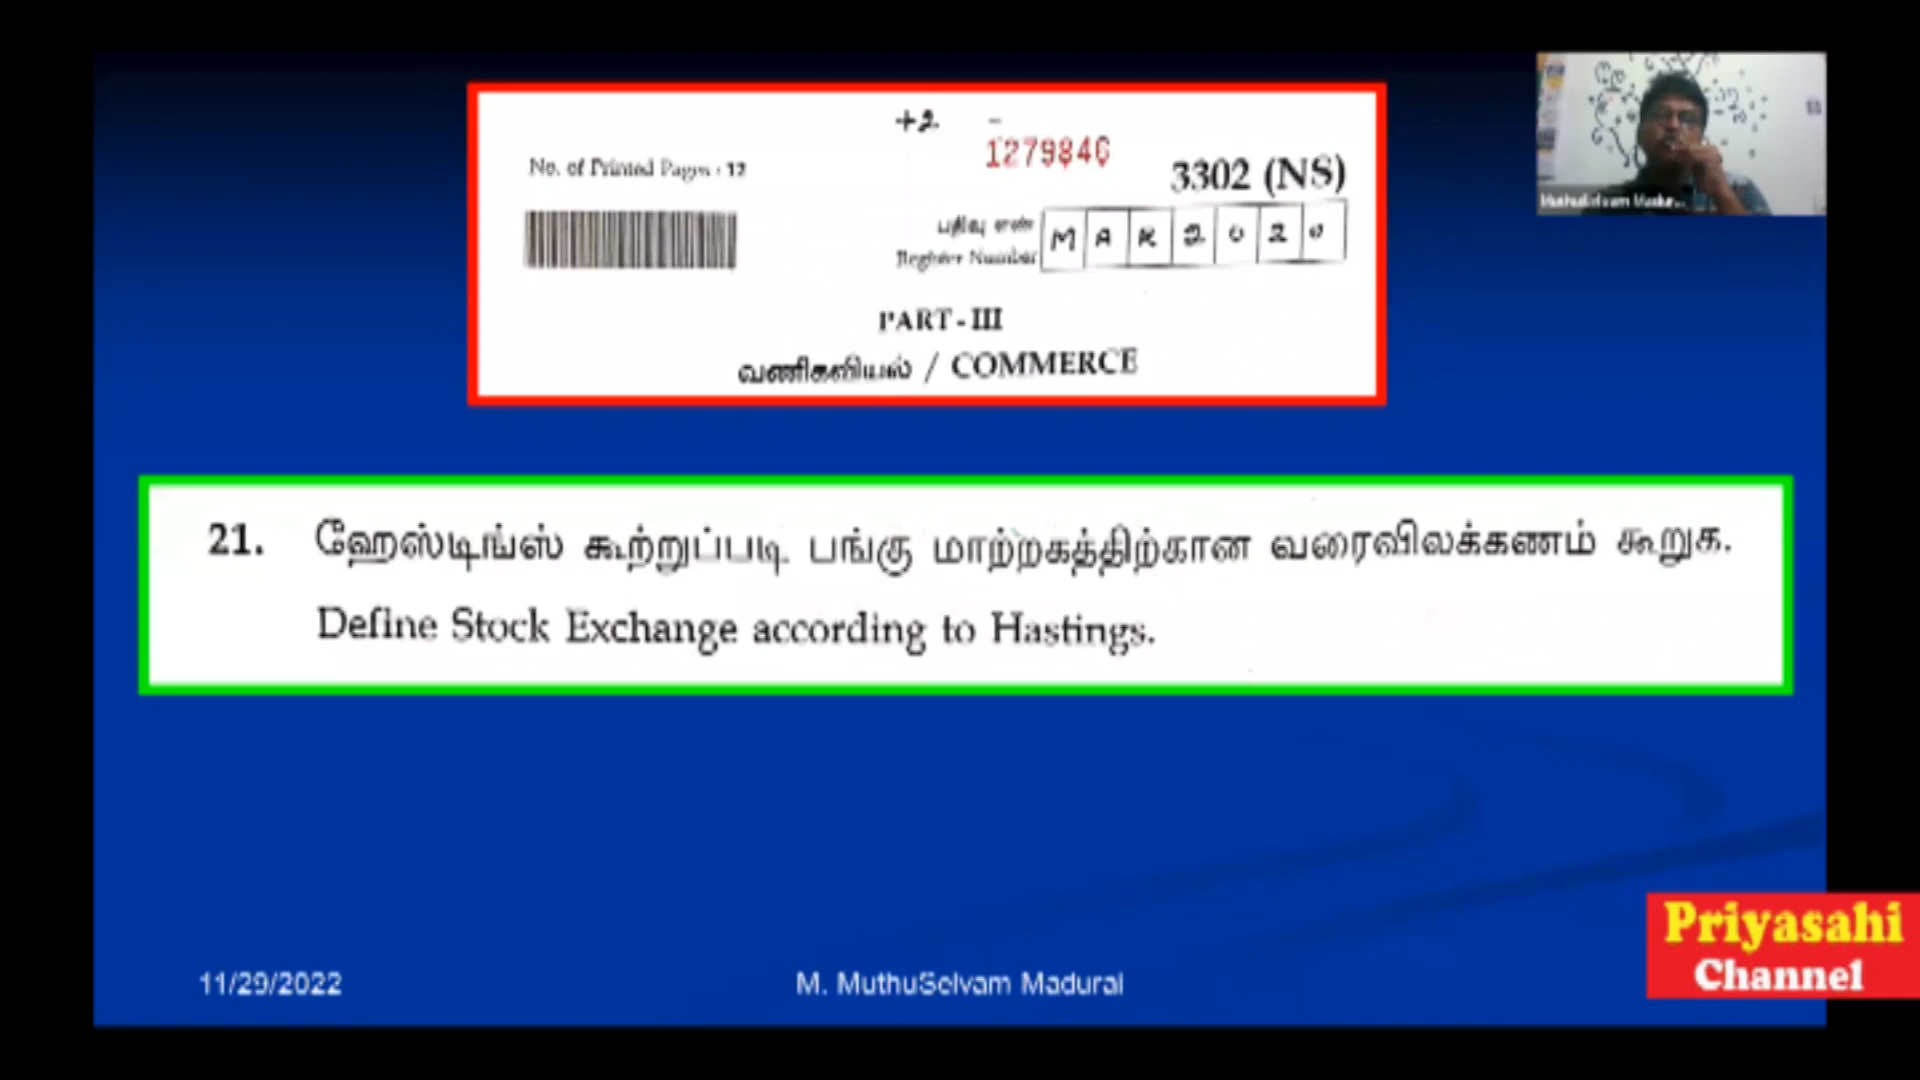 +2
1279846
No. of Printed Pages : 12
3302 (NS)
பதிவு எண்
Register Number
M A R 2 0 2 0
PART - III
வணிகவியல் / COMMERCE
21. ஹேஸ்டிங்ஸ் கூற்றுப்படி பங்கு மாற்றகத்திற்கான வரைவிலக்கணம் கூறுக.
Define Stock Exchange according to Hastings.
11/29/2022
M. MuthuSelvam Madurai
Priyasahi
Channel